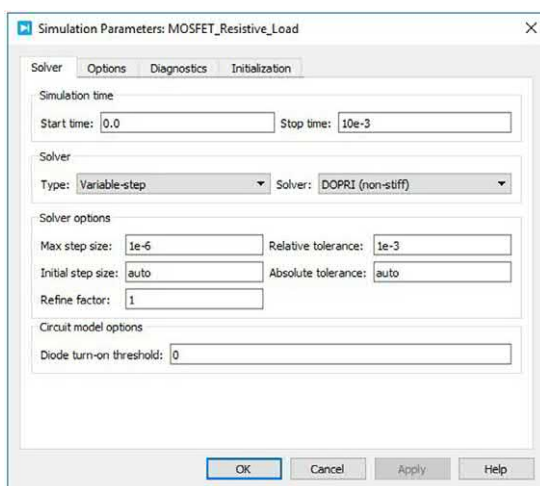 Simulation Parameters: MOSFET_Resistive_Load
Solver Options Diagnostics Initialization
Simulation time
Start time: 0.0 Stop time: 10e-3
Solver
Type: Variable-step Solver: DOPRI (non-stiff)
Solver options
Max step size: 1e-6 Relative tolerance: 1e-3
Initial step size: auto Absolute tolerance: auto
Refine factor: 1
Circuit model options
Diode turn-on threshold: 0
OK Cancel Apply Help